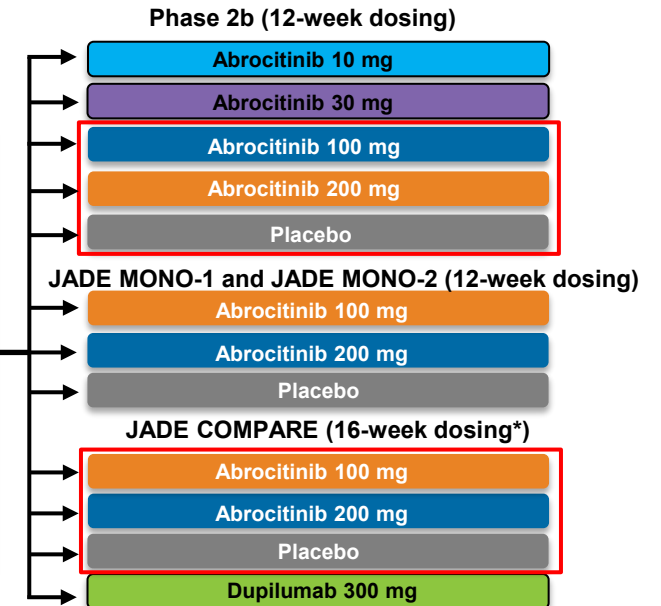 Phase 2b (12-week dosing)
Abrocitinib 10 mg
Abrocitinib 30 mg
Abrocitinib 100 mg
Abrocitinib 200 mg
Placebo
JADE MONO-1 and JADE MONO-2 (12-week dosing)
Abrocitinib 100 mg
Abrocitinib 200 mg
Placebo
JADE COMPARE (16-week dosing*)
Abrocitinib 100 mg
Abrocitinib 200 mg
Placebo
Dupilumab 300 mg